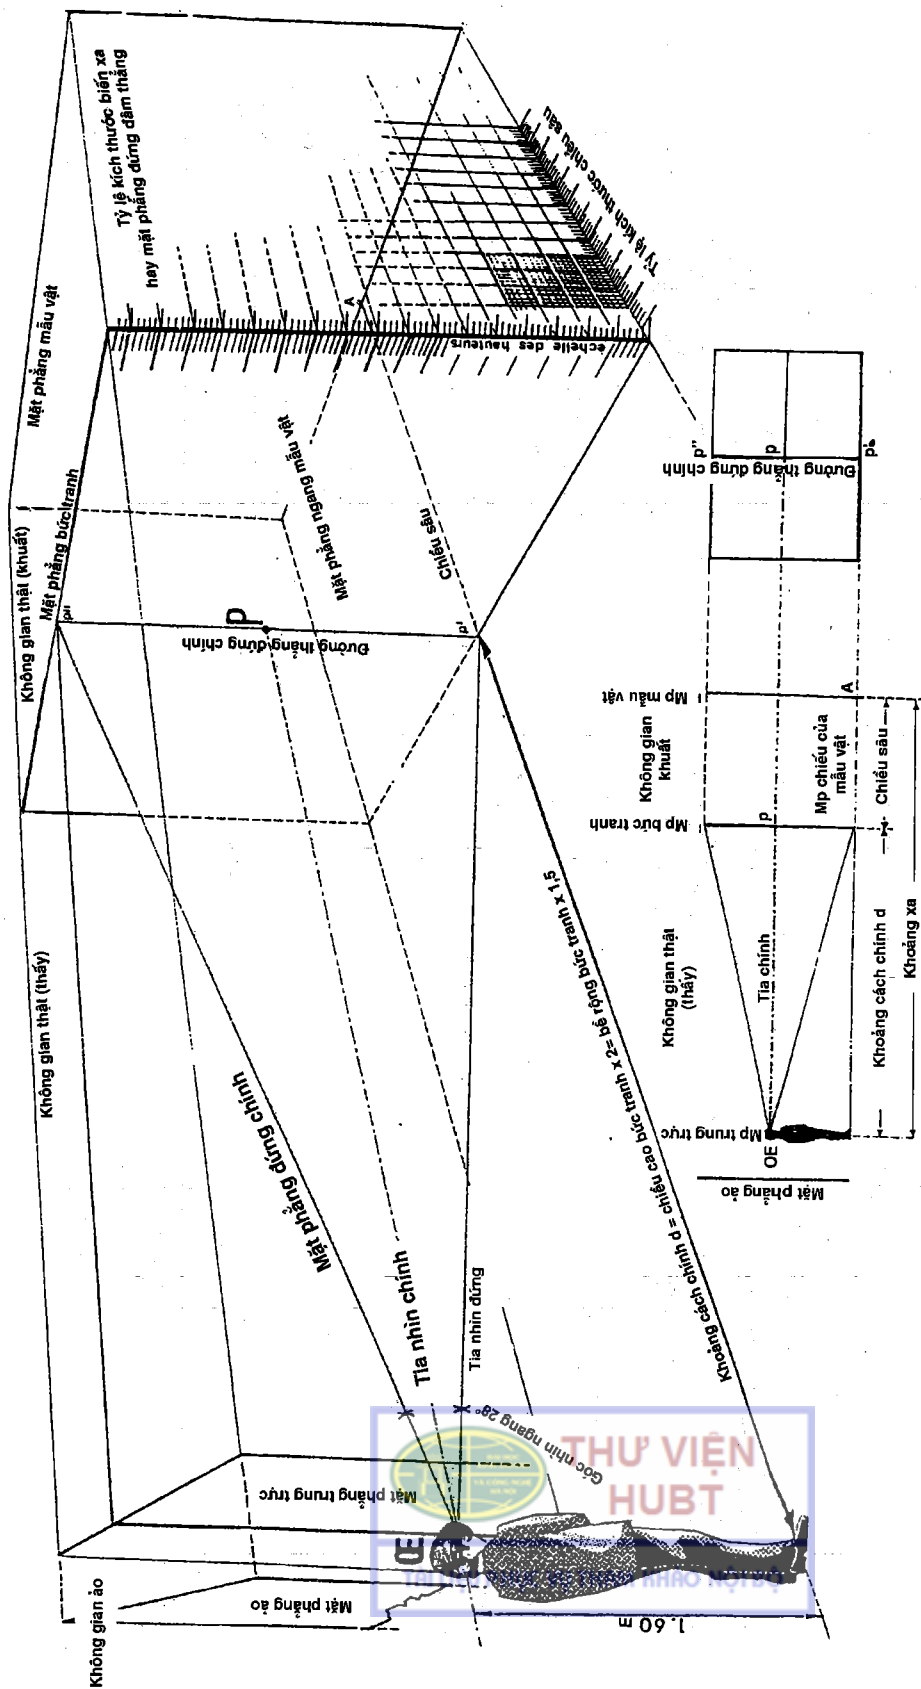 Tỷ lệ kích thước biến xa
hay mặt phẳng đứng dâm thẳng
Mặt phẳng mẫu vật
Mặt phẳng bức tranh
Không gian thật (khuất)
Không gian thật (thấy)
échelle des hauteurs
A
Tỷ lệ kích thước chiều sâu
Mặt phẳng ngang mẫu vật
Chiều sâu
p''
p
p'
Đường thẳng đứng chính
Mặt phẳng đứng chính
Tia nhìn chính
Tia nhìn đứng
Góc nhìn ngang 28°
Khoảng cách chính d = chiều cao bức tranh x 2= bề rộng bức tranh x 1,5
Mặt phẳng trung trực
Mặt phẳng ảo
Không gian ảo
Œ
1.60 m
p''
p
Đường thẳng đứng chính
Mp mẫu vật
A
Không gian
khuất
Mp chiếu của
mẫu vật
Chiều sâu
Mp bức tranh
p
Không gian thật
(thấy)
Tia chính
Khoảng cách chính d
Khoảng xa
Mp trung trực
OE
Mặt phẳng ảo
THƯ VIỆN
HUBT